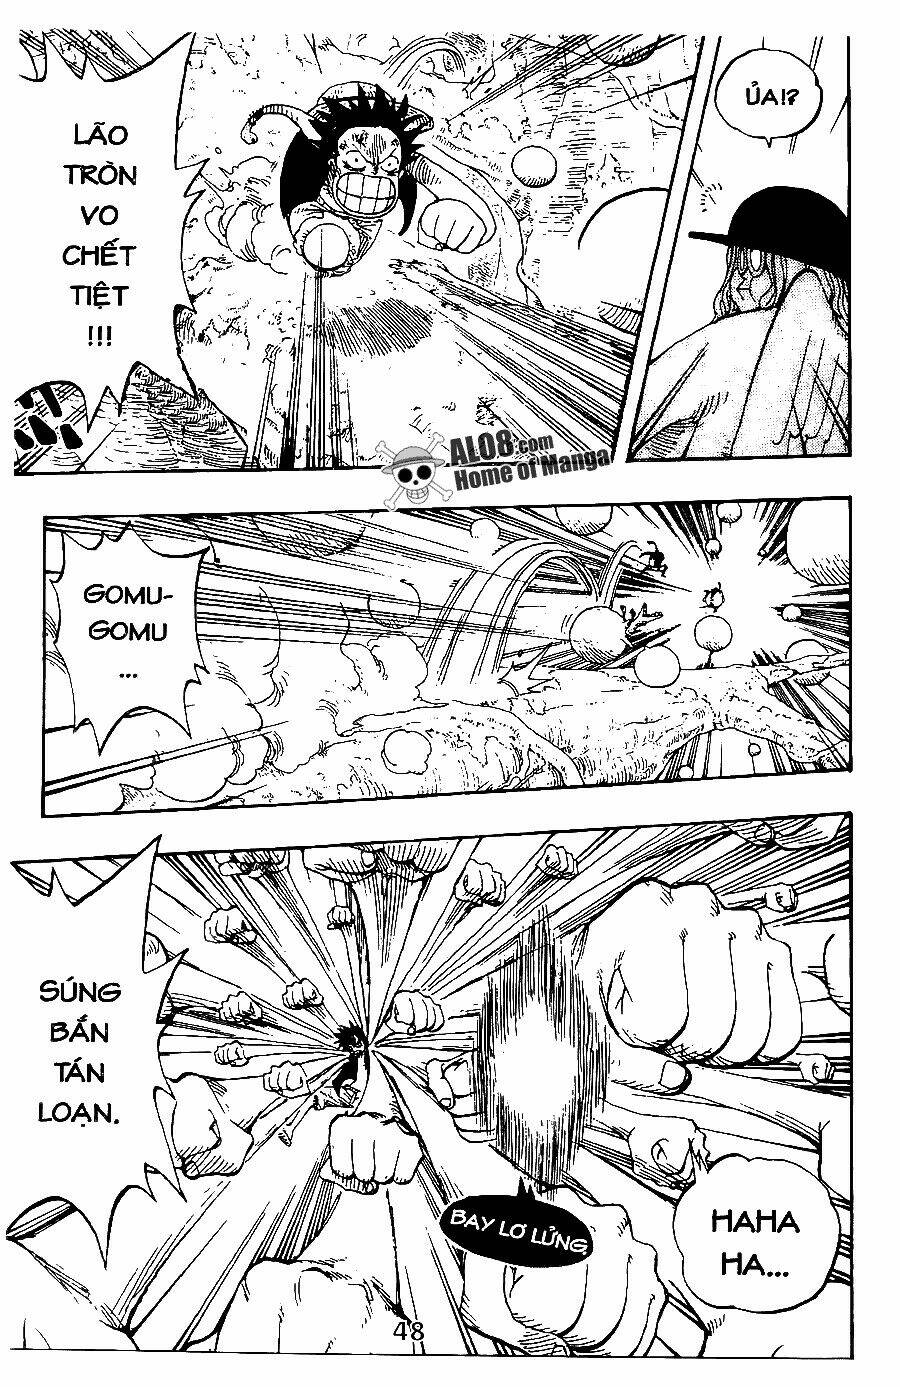 ỦA!?
LÃO
TRÒN
VO
CHẾT
TIỆT
!!!
AL08.com
Home of Manga
GOMU-
GOMU
...
SÚNG
BẮN
TÁN
LOẠN.
BAY LƠ LỬNG
HAHA
HA...
48